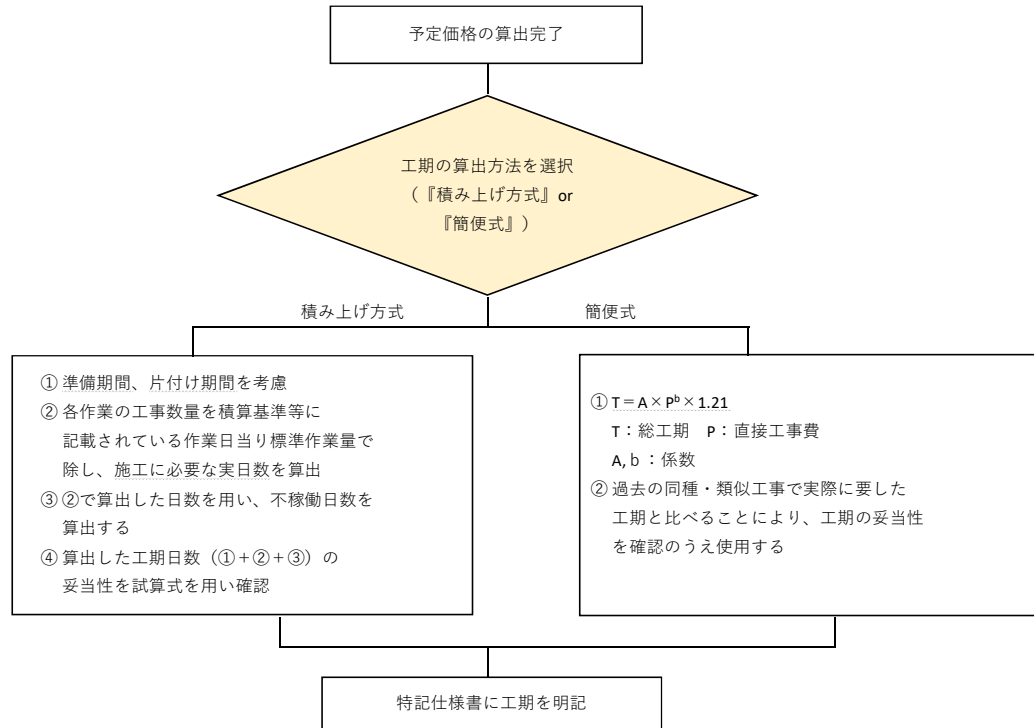 予定価格の算出完了
工期の算出方法を選択
(『積み上げ方式』or
『簡便式』)
積み上げ方式
簡便式
① 準備期間、片付け期間を考慮
② 各作業の工事数量を積算基準等に
記載されている作業日当り標準作業量で
除し、施工に必要な実日数を算出
③ ②で算出した日数を用い、不稼働日数を
算出する
④ 算出した工期日数(①+②+③)の
妥当性を試算式を用い確認
① T=A×Pᵇ×1.21
T:総工期 P:直接工事費
A, b:係数
② 過去の同種・類似工事で実際に要した
工期と比べることにより、工期の妥当性
を確認のうえ使用する
特記仕様書に工期を明記